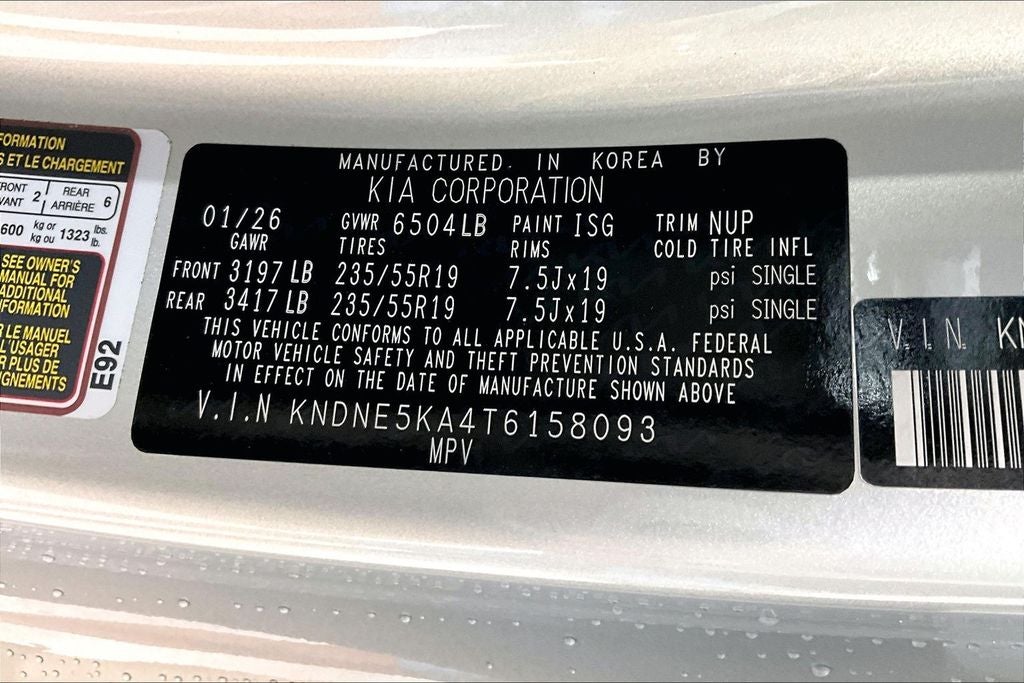 FORMATION
S ET LE CHARGEMENT
RONT 2 REAR 6
VANT ARRIÈRE
600 kg or kg ou 1323 lbs. lb.
SEE OWNER'S
MANUAL FOR
ADDITIONAL
INFORMATION
R LE MANUEL
L'USAGER
R PLUS DE
IGNEMENTS
E92
MANUFACTURED. IN KOREA BY
KIA CORPORATION
01/26 GVWR 6504LB PAINT ISG TRIM NUP
GAWR TIRES RIMS COLD TIRE INFL
FRONT 3197 LB 235/55R19 7.5Jx19 psi SINGLE
REAR 3417 LB 235/55R19 7.5Jx19 psi SINGLE
THIS VEHICLE CONFORMS TO ALL APPLICABLE U.S.A. FEDERAL
MOTOR VEHICLE SAFETY AND THEFT PREVENTION STANDARDS
IN EFFECT ON THE DATE OF MANUFACTURE SHOWN ABOVE
V.I.N KNDNE5KA4T6158093
MPV
V.I.N. KN